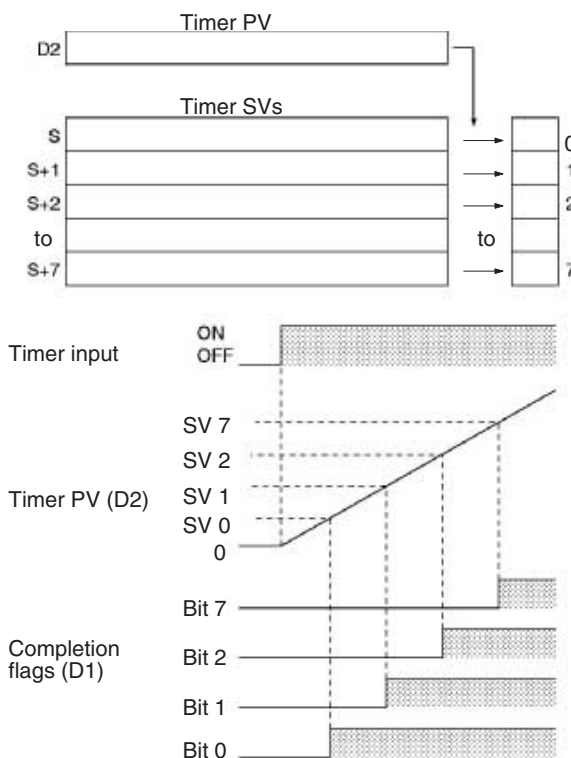 Timer PV
D2
Timer SVs
S
0
S+1
1
S+2
2
to
to
S+7
7
Timer input
ON
OFF
Timer PV (D2)
SV 7
SV 2
SV 1
SV 0
0
Completion
flags (D1)
Bit 7
Bit 2
Bit 1
Bit 0